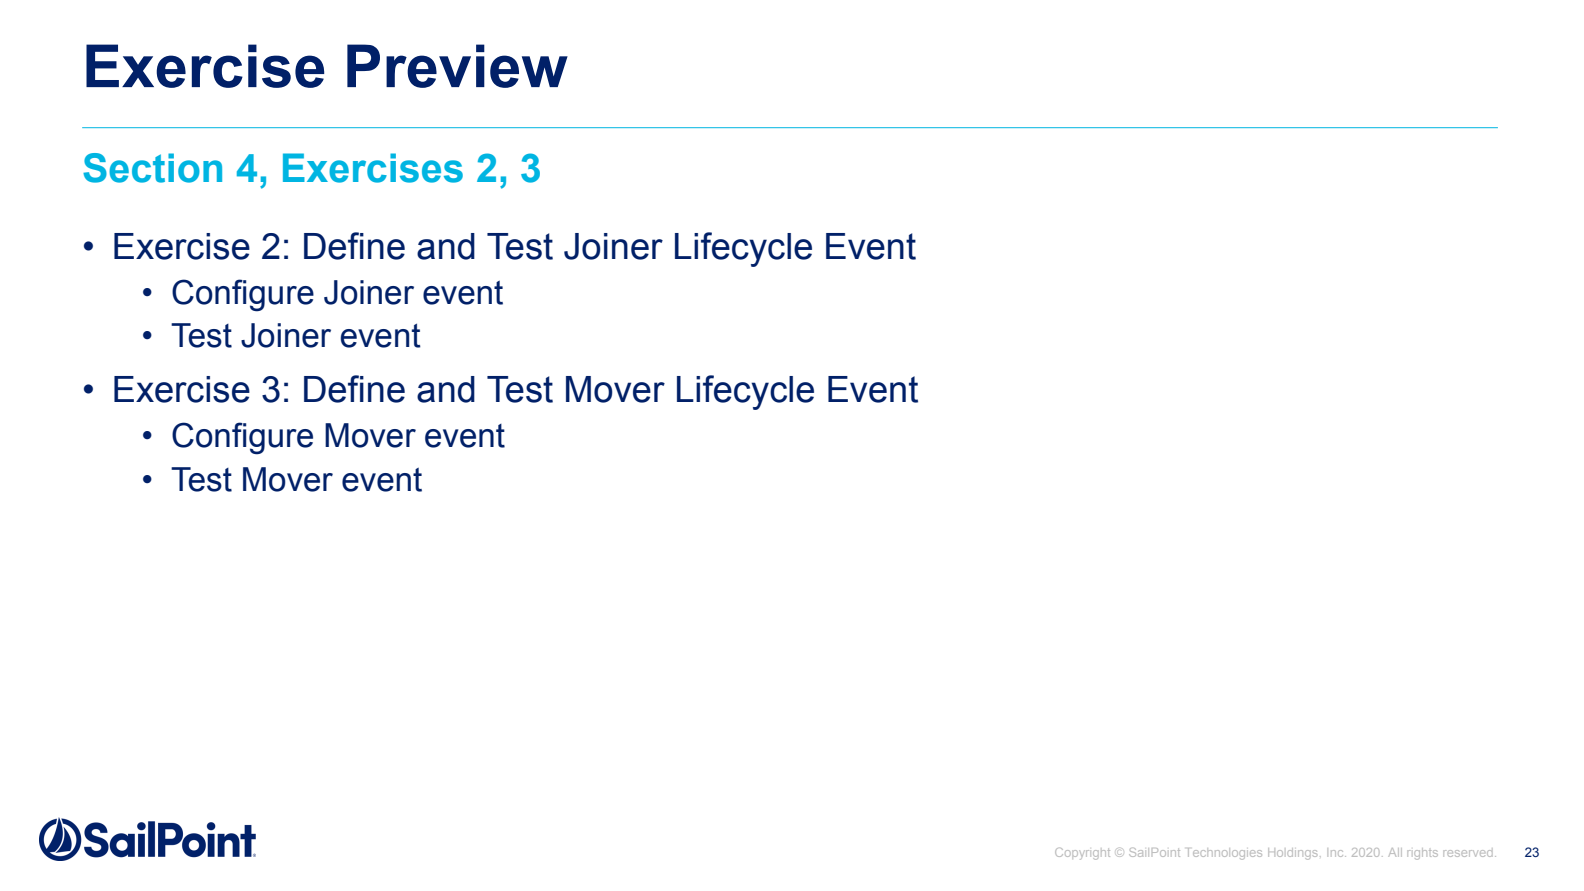 Exercise Preview
Section 4, Exercises 2, 3
• Exercise 2: Define and Test Joiner Lifecycle Event
• Configure Joiner event
• Test Joiner event
• Exercise 3: Define and Test Mover Lifecycle Event
• Configure Mover event
• Test Mover event
SailPoint
Copyright © SailPoint Technologies Holdings, Inc. 2020. All rights reserved. 23